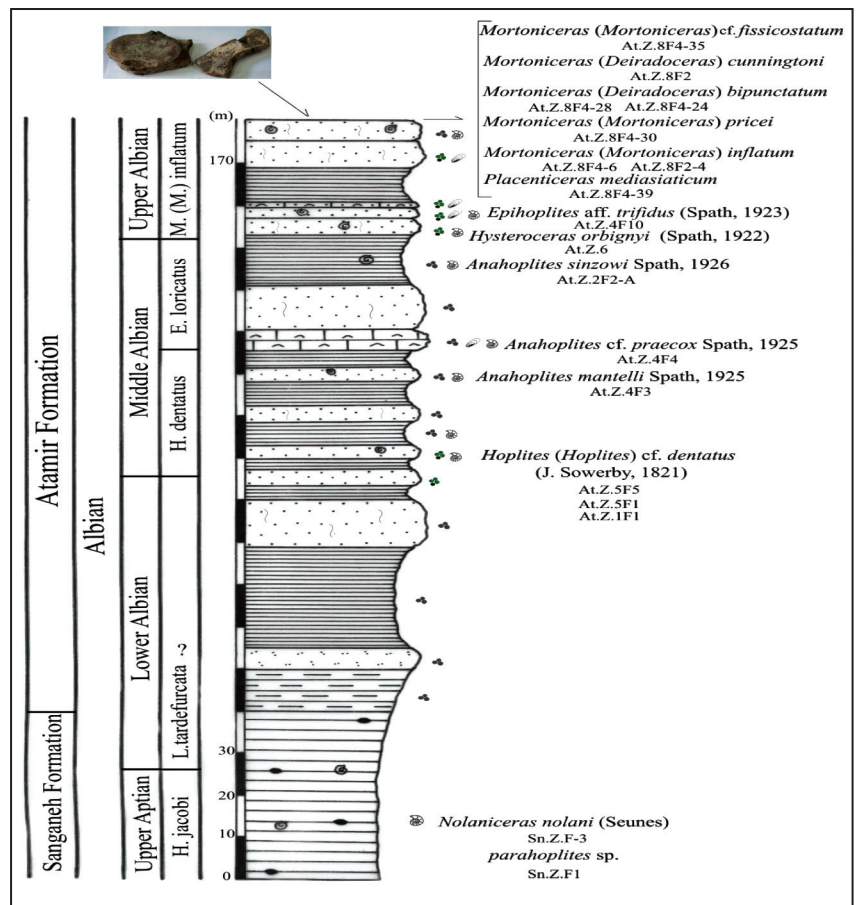 Mortoniceras (Mortoniceras) cf. fissicostatum
At.Z.8F4-35
Mortoniceras (Deiradoceras) cunningtoni
At.Z.8F2
Mortoniceras (Deiradoceras) bipunctatum
At.Z.8F4-28 At.Z.8F4-24
Mortoniceras (Mortoniceras) pricei
At.Z.8F4-30
Mortoniceras (Mortoniceras) inflatum
At.Z.8F4-6 At.Z.8F2-4
Placenticeras mediasiaticum
At.Z.8F4-39
Epihoplites aff. trifidus (Spath, 1923)
At.Z.4F10
Hysteroceras orbignyi (Spath, 1922)
At.Z.6
Anahoplites sinzowi Spath, 1926
At.Z.2F2-A
Anahoplites cf. praecox Spath, 1925
At.Z.4F4
Anahoplites mantelli Spath, 1925
At.Z.4F3
Hoplites (Hoplites) cf. dentatus
(J. Sowerby, 1821)
At.Z.5F5
At.Z.5F1
At.Z.1F1
Nolaniceras nolani (Seunes)
Sn.Z.F-3
parahoplites sp.
Sn.Z.F1
(m)
170
30
20
10
0
Atamir Formation
Sanganeh Formation
Albian
Upper Albian
Middle Albian
Lower Albian
Upper Aptian
M. (M.) inflatum
E. loricatus
H. dentatus
L.tardefurcata -?
H. jacobi